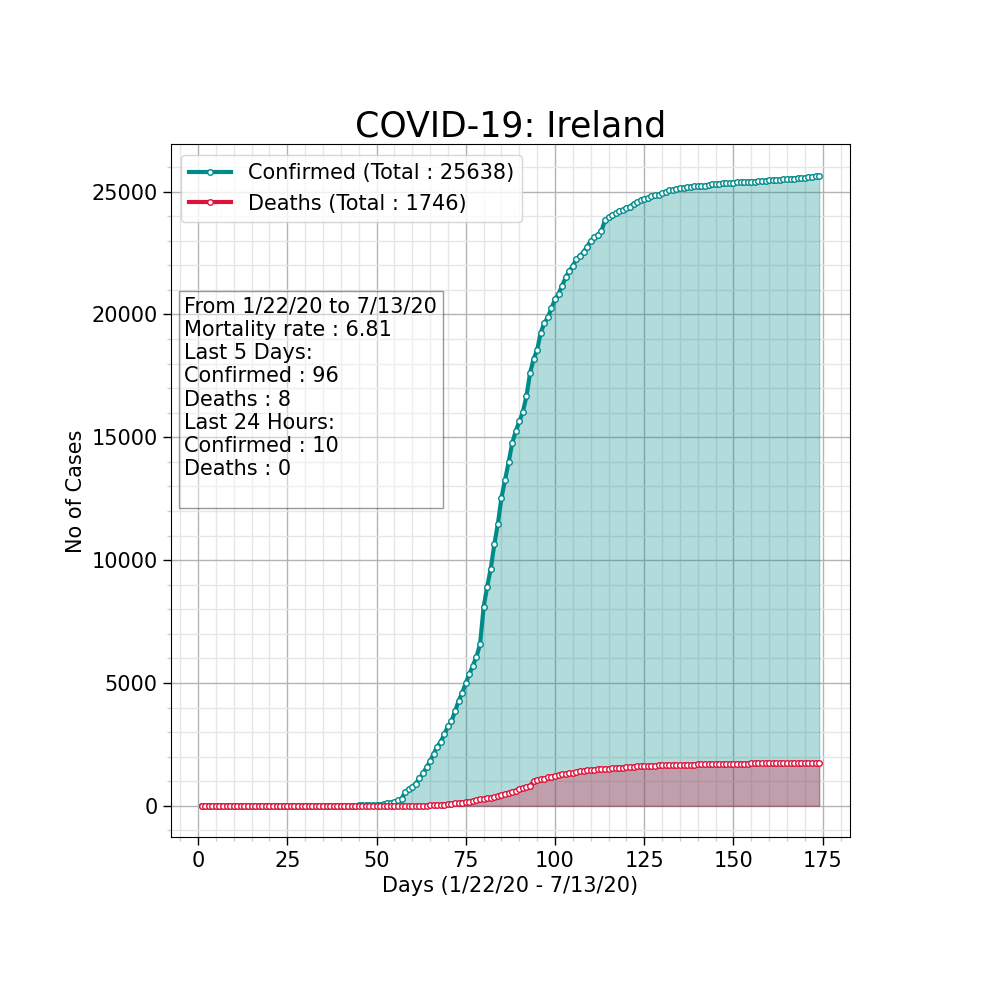 COVID-19: Ireland
Confirmed (Total : 25638)
Deaths (Total : 1746)
From 1/22/20 to 7/13/20
Mortality rate : 6.81
Last 5 Days:
Confirmed : 96
Deaths : 8
Last 24 Hours:
Confirmed : 10
Deaths : 0
No of Cases
25000
20000
15000
10000
5000
0
0 25 50 75 100 125 150 175
Days (1/22/20 - 7/13/20)